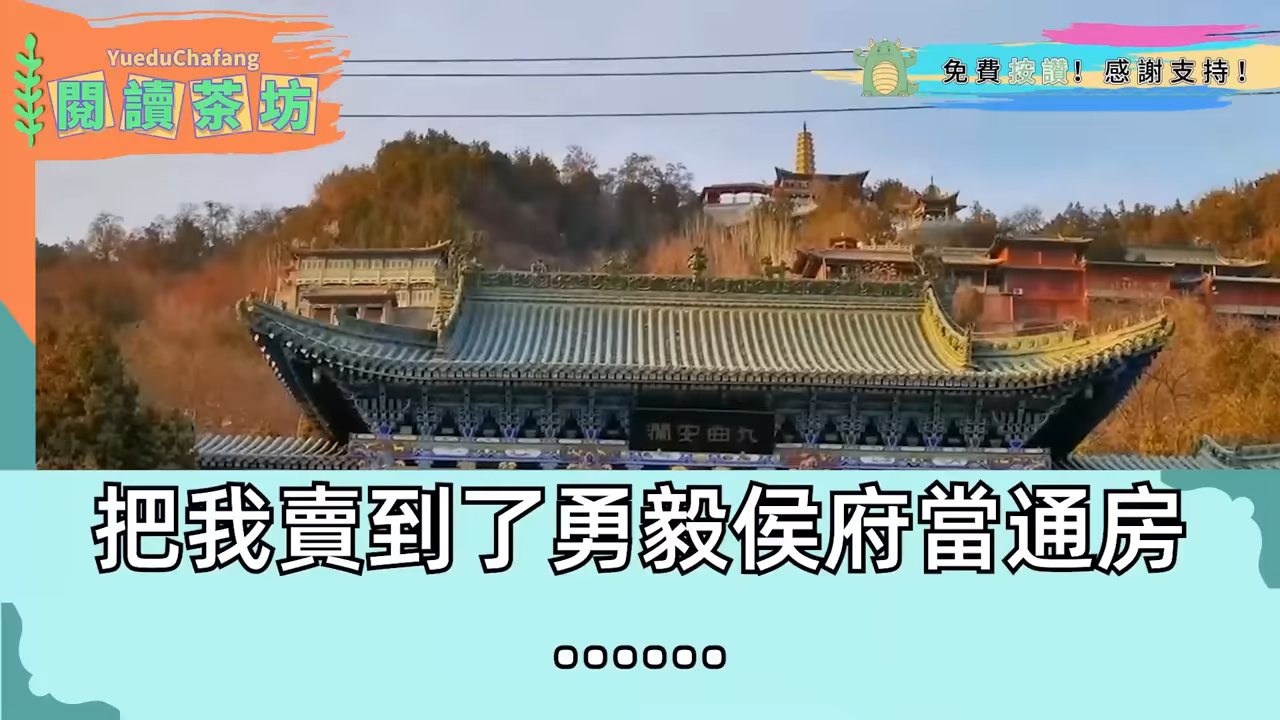 YueduChafang
閱讀茶坊
免費按讚！感謝支持！
九曲安瀾
把我賣到了勇毅侯府當通房
......